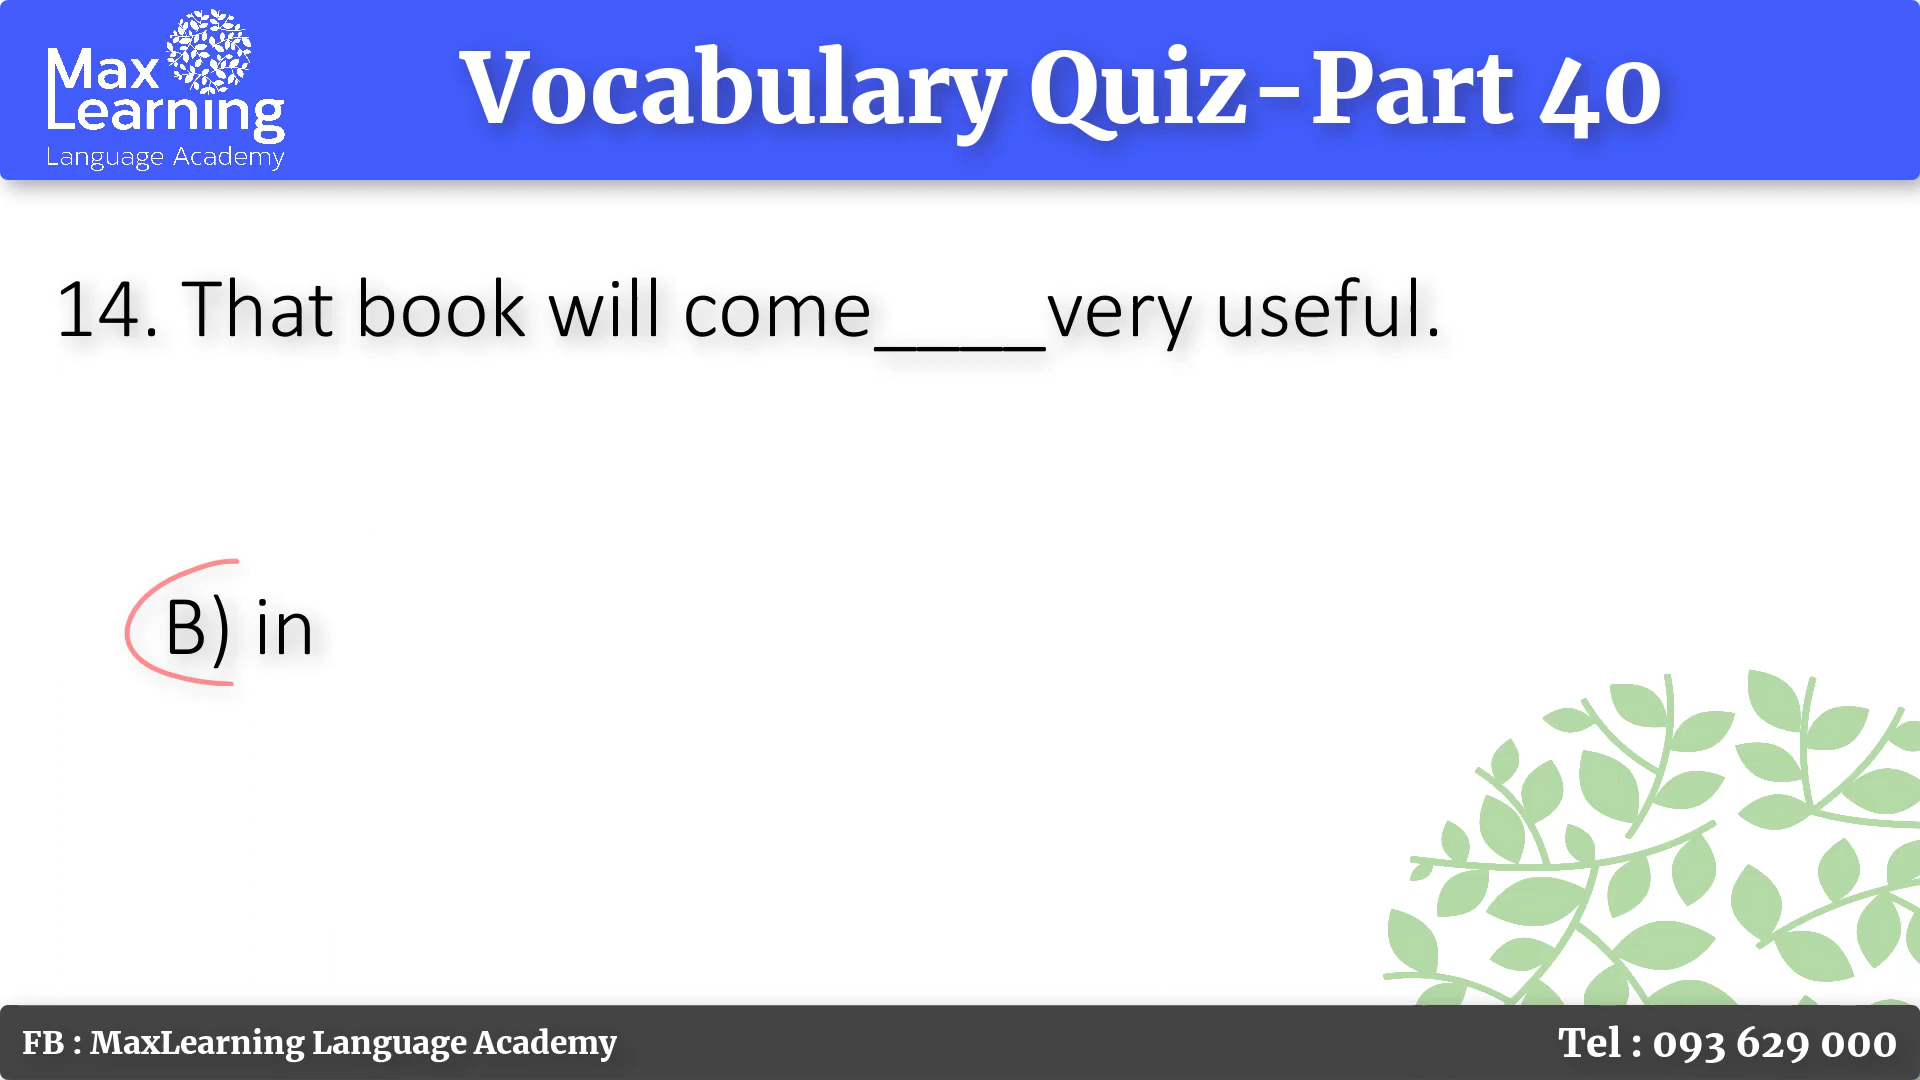 Max
Learning
Language Academy
Vocabulary Quiz-Part 40
14. That book will come____very useful.
B) in
FB : MaxLearning Language Academy
Tel : 093 629 000